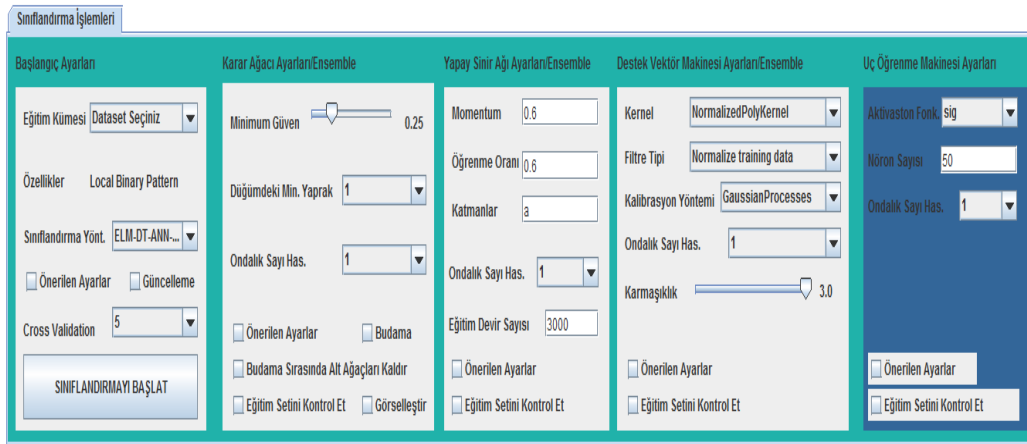 Sınıflandırma İşlemleri
Başlangıç Ayarları
Eğitim Kümesi Dataset Seçiniz
Özellikler Local Binary Pattern
Sınıflandırma Yönt. ELM-DT-ANN-...
Önerilen Ayarlar Güncelleme
Cross Validation 5
SINIFLANDIRMAYI BAŞLAT
Karar Ağacı Ayarları/Ensemble
Minimum Güven 0.25
Düğümdeki Min. Yaprak 1
Ondalık Sayı Has. 1
Önerilen Ayarlar Budama
Budama Sırasında Alt Ağaçları Kaldır
Eğitim Setini Kontrol Et Görselleştir
Yapay Sinir Ağı Ayarları/Ensemble
Momentum 0.6
Öğrenme Oranı 0.6
Katmanlar a
Ondalık Sayı Has. 1
Eğitim Devir Sayısı 3000
Önerilen Ayarlar
Eğitim Setini Kontrol Et
Destek Vektör Makinesi Ayarları/Ensemble
Kernel NormalizedPolyKernel
Filtre Tipi Normalize training data
Kalibrasyon Yöntemi GaussianProcesses
Ondalık Sayı Has. 1
Karmaşıklık 3.0
Önerilen Ayarlar
Eğitim Setini Kontrol Et
Uç Öğrenme Makinesi Ayarları
Aktivaston Fonk. sig
Nöron Sayısı 50
Ondalık Sayı Has. 1
Önerilen Ayarlar
Eğitim Setini Kontrol Et